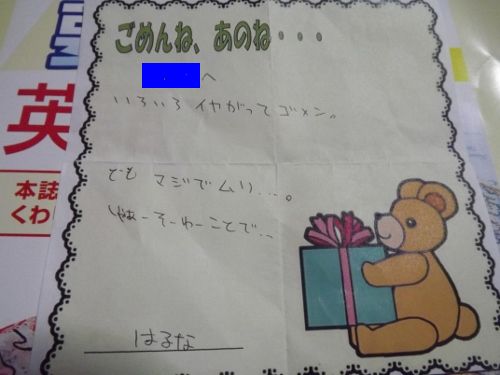 ごめんね、あのね・・・
へ
いろいろイヤがってゴメン。
でも マジでムリ...。
じゃぁーそーゆーことで...
はるな
英
本誌
くわし